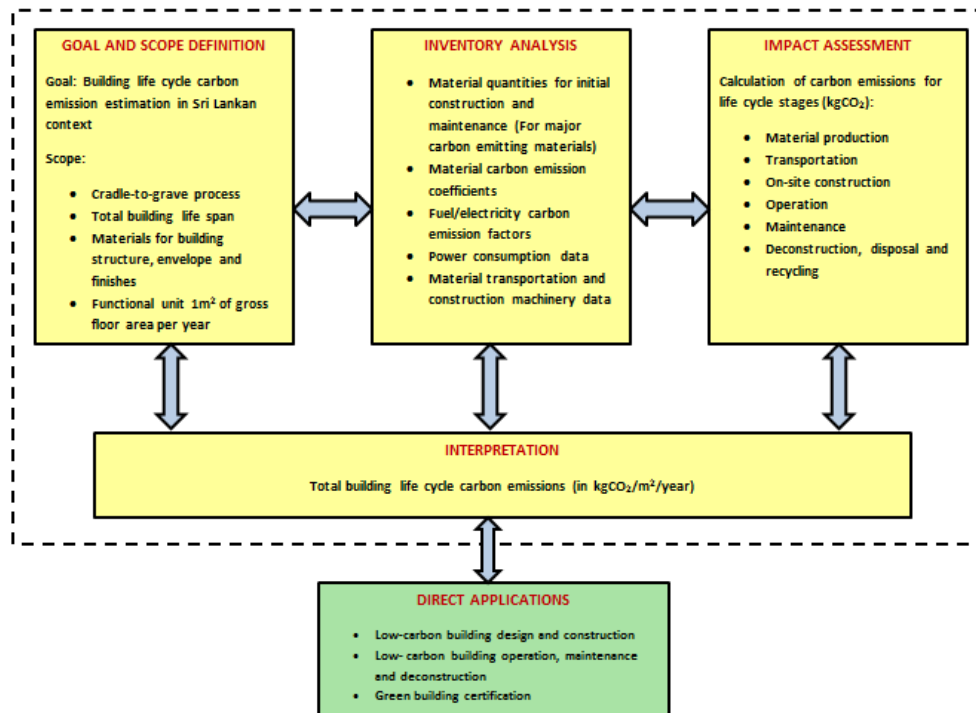 GOAL AND SCOPE DEFINITION
Goal: Building life cycle carbon
emission estimation in Sri Lankan
context
Scope:
• Cradle-to-grave process
• Total building life span
• Materials for building
structure, envelope and
finishes
• Functional unit 1m² of gross
floor area per year
INVENTORY ANALYSIS
• Material quantities for initial
construction and
maintenance (For major
carbon emitting materials)
• Material carbon emission
coefficients
• Fuel/electricity carbon
emission factors
• Power consumption data
• Material transportation and
construction machinery data
IMPACT ASSESSMENT
Calculation of carbon emissions for
life cycle stages (kgCO₂):
• Material production
• Transportation
• On-site construction
• Operation
• Maintenance
• Deconstruction, disposal and
recycling
INTERPRETATION
Total building life cycle carbon emissions (in kgCO₂/m²/year)
DIRECT APPLICATIONS
• Low-carbon building design and construction
• Low- carbon building operation, maintenance
and deconstruction
• Green building certification